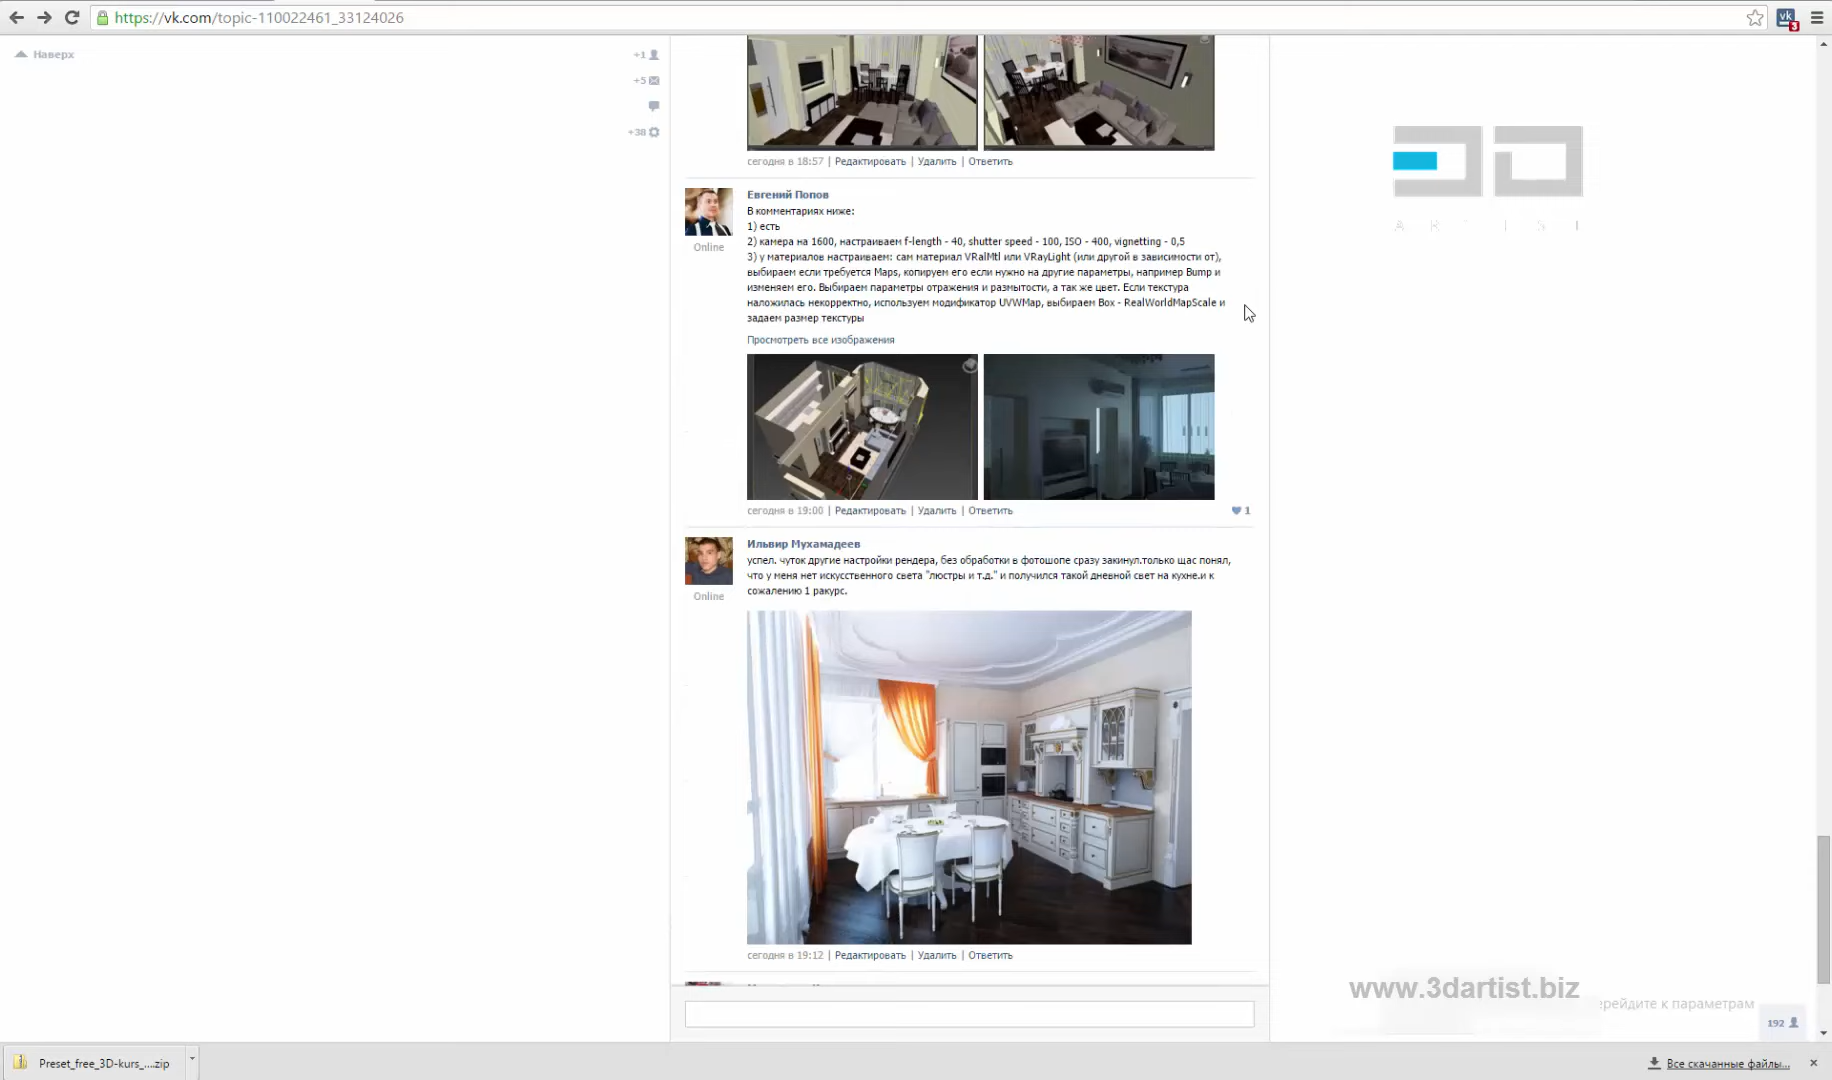 https://vk.com/topic-110022461_33124026
Наверх
+1
+5
+38
сегодня в 18:57 | Редактировать | Удалить | Ответить
Евгений Попов
В комментариях ниже:
1) есть
2) камера на 1600, настраиваем f-length - 40, shutter speed - 100, ISO - 400, vignetting - 0,5
3) у материалов настраиваем: сам материал VRalMtl или VRayLight (или другой в зависимости от),
выбираем если требуется Maps, копируем его если нужно на другие параметры, например Bump и
изменяем его. Выбираем параметры отражения и размытости, а так же цвет. Если текстура
наложилась некорректно, используем модификатор UVWMap, выбираем Box - RealWorldMapScale и
задаем размер текстуры
Online
Просмотреть все изображения
сегодня в 19:00 | Редактировать | Удалить | Ответить
1
Ильвир Мухамадеев
успел. чуток другие настройки рендера, без обработки в фотошопе сразу закинул.только щас понял,
что у меня нет искусственного света "люстры и т.д." и получился такой дневной свет на кухне.и к
сожалению 1 ракурс.
Online
сегодня в 19:12 | Редактировать | Удалить | Ответить
www.3dartist.biz
ерейдите к параметрам
192
Preset_free_3D-kurs_....zip
Все скачанные файлы...